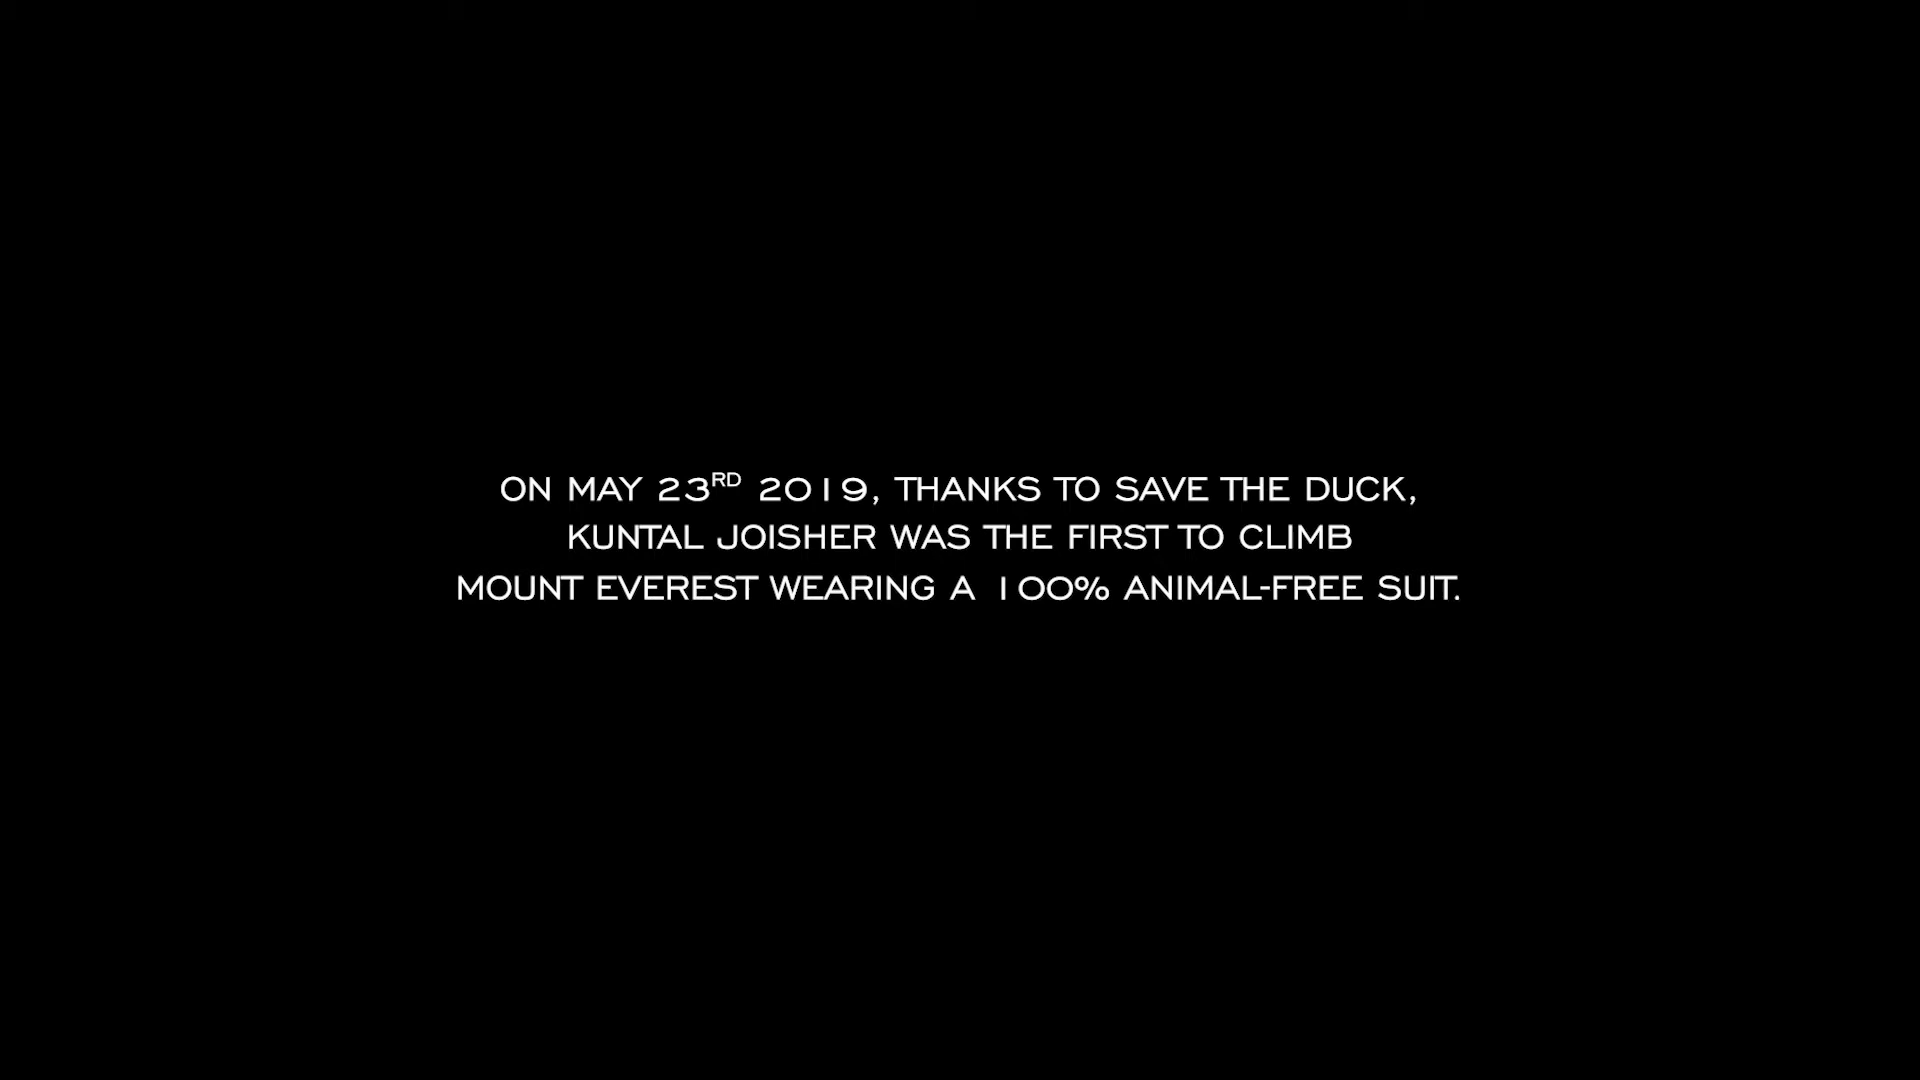 ON MAY 23RD 2019, THANKS TO SAVE THE DUCK,
KUNTAL JOISHER WAS THE FIRST TO CLIMB
MOUNT EVEREST WEARING A 100% ANIMAL-FREE SUIT.